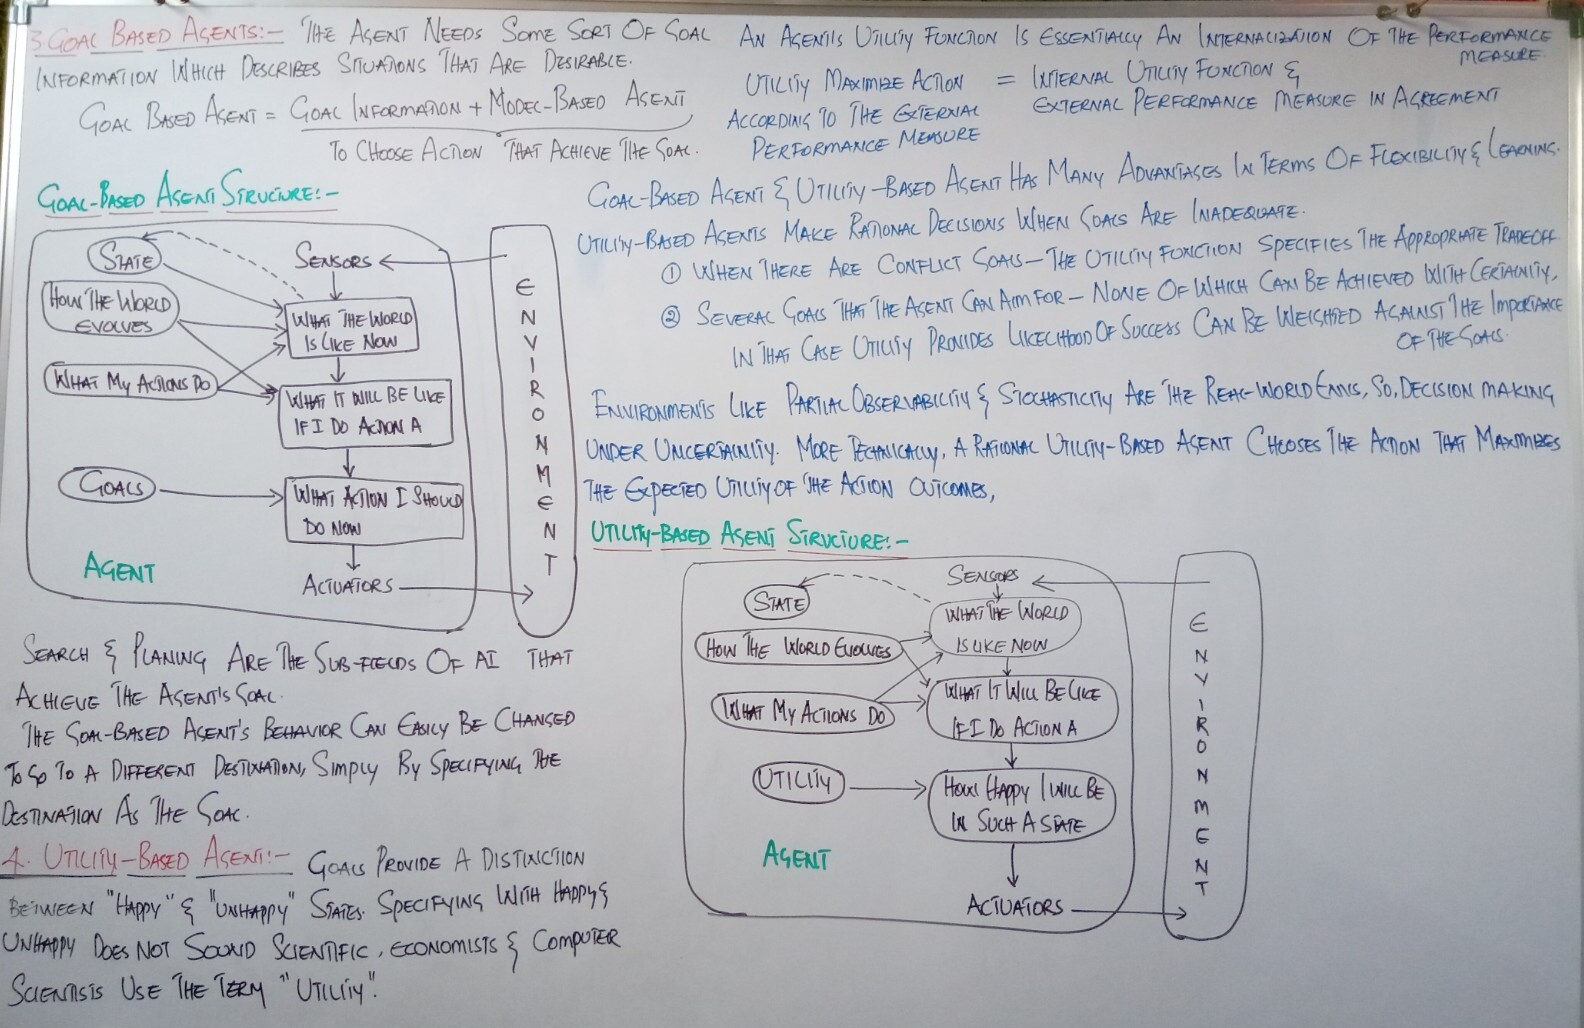 3. GOAL BASED AGENTS:- THE AGENT NEEDS SOME SORT OF GOAL
INFORMATION WHICH DESCRIBES SITUATIONS THAT ARE DESIRABLE.
GOAL BASED AGENT = GOAL INFORMATION + MODEL-BASED AGENT
TO CHOOSE ACTION THAT ACHIEVE THE GOAL.
GOAL-BASED AGENT STRUCTURE:-
STATE
HOW THE WORLD
EVOLVES
WHAT MY ACTIONS DO
GOALS
AGENT
SENSORS
WHAT THE WORLD
IS LIKE NOW
WHAT IT WILL BE LIKE
IF I DO ACTION A
WHAT ACTION I SHOULD
DO NOW
ACTUATORS
ENVIRONMENT
SEARCH & PLANING ARE THE SUB-FIELDS OF AI THAT
ACHIEVE THE AGENT'S GOAL.
THE GOAL-BASED AGENT'S BEHAVIOR CAN EASILY BE CHANGED
TO GO TO A DIFFERENT DESTINATION, SIMPLY BY SPECIFYING THE
DESTINATION AS THE GOAL.
4. UTILITY-BASED AGENT:- GOALS PROVIDE A DISTINCTION
BETWEEN "HAPPY" & "UNHAPPY" STATES. SPECIFYING WITH HAPPY &
UNHAPPY DOES NOT SOUND SCIENTIFIC, ECONOMISTS & COMPUTER
SCIENTISTS USE THE TERM "UTILITY".
AN AGENT'S UTILITY FUNCTION IS ESSENTIALLY AN INTERNALIZATION OF THE PERFORMANCE
MEASURE
UTILITY MAXIMIZE ACTION = INTERNAL UTILITY FUNCTION &
ACCORDING TO THE EXTERNAL EXTERNAL PERFORMANCE MEASURE IN AGREEMENT
PERFORMANCE MEASURE
GOAL-BASED AGENT & UTILITY-BASED AGENT HAS MANY ADVANTAGES IN TERMS OF FLEXIBILITY & LEARNING.
UTILITY-BASED AGENTS MAKE RATIONAL DECISIONS WHEN GOALS ARE INADEQUATE.
① WHEN THERE ARE CONFLICT GOALS - THE UTILITY FUNCTION SPECIFIES THE APPROPRIATE TRADEOFF.
② SEVERAL GOALS THAT THE AGENT CAN AIM FOR - NONE OF WHICH CAN BE ACHIEVED WITH CERTAINITY,
IN THAT CASE UTILITY PROVIDES LIKELIHOOD OF SUCCESS CAN BE WEIGHTED AGAINST THE IMPORTANCE
OF THE GOALS.
ENVIRONMENTS LIKE PARTIAL OBSERVABILITY & STOCHASTICITY ARE THE REAL-WORLD ENVIS, SO, DECISION MAKING
UNDER UNCERTAINITY. MORE TECHNICALLY, A RATIONAL UTILITY-BASED AGENT CHOOSES THE ACTION THAT MAXIMIZES
THE EXPECTED UTILITY OF THE ACTION OUTCOMES,
UTILITY-BASED AGENT STRUCTURE:-
STATE
HOW THE WORLD EVOLVES
WHAT MY ACTIONS DO
UTILITY
AGENT
SENSORS
WHAT THE WORLD
IS LIKE NOW
WHAT IT WILL BE LIKE
IF I DO ACTION A
HOW HAPPY I WILL BE
IN SUCH A STATE
ACTUATORS
ENVIRONMENT